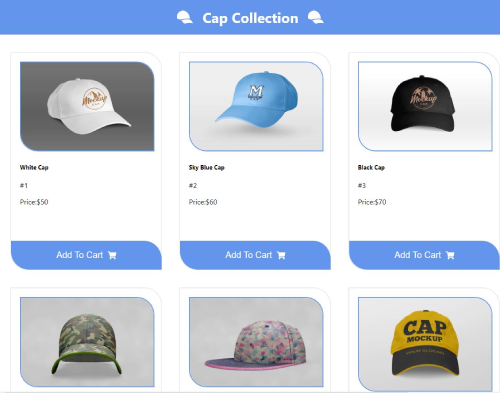 Cap Collection
Mockup
M
Mockup
White Cap
Sky Blue Cap
Black Cap
#1
#2
#3
Price:$50
Price:$60
Price:$70
Add To Cart
Add To Cart
Add To Cart
CAP
MOCKUP